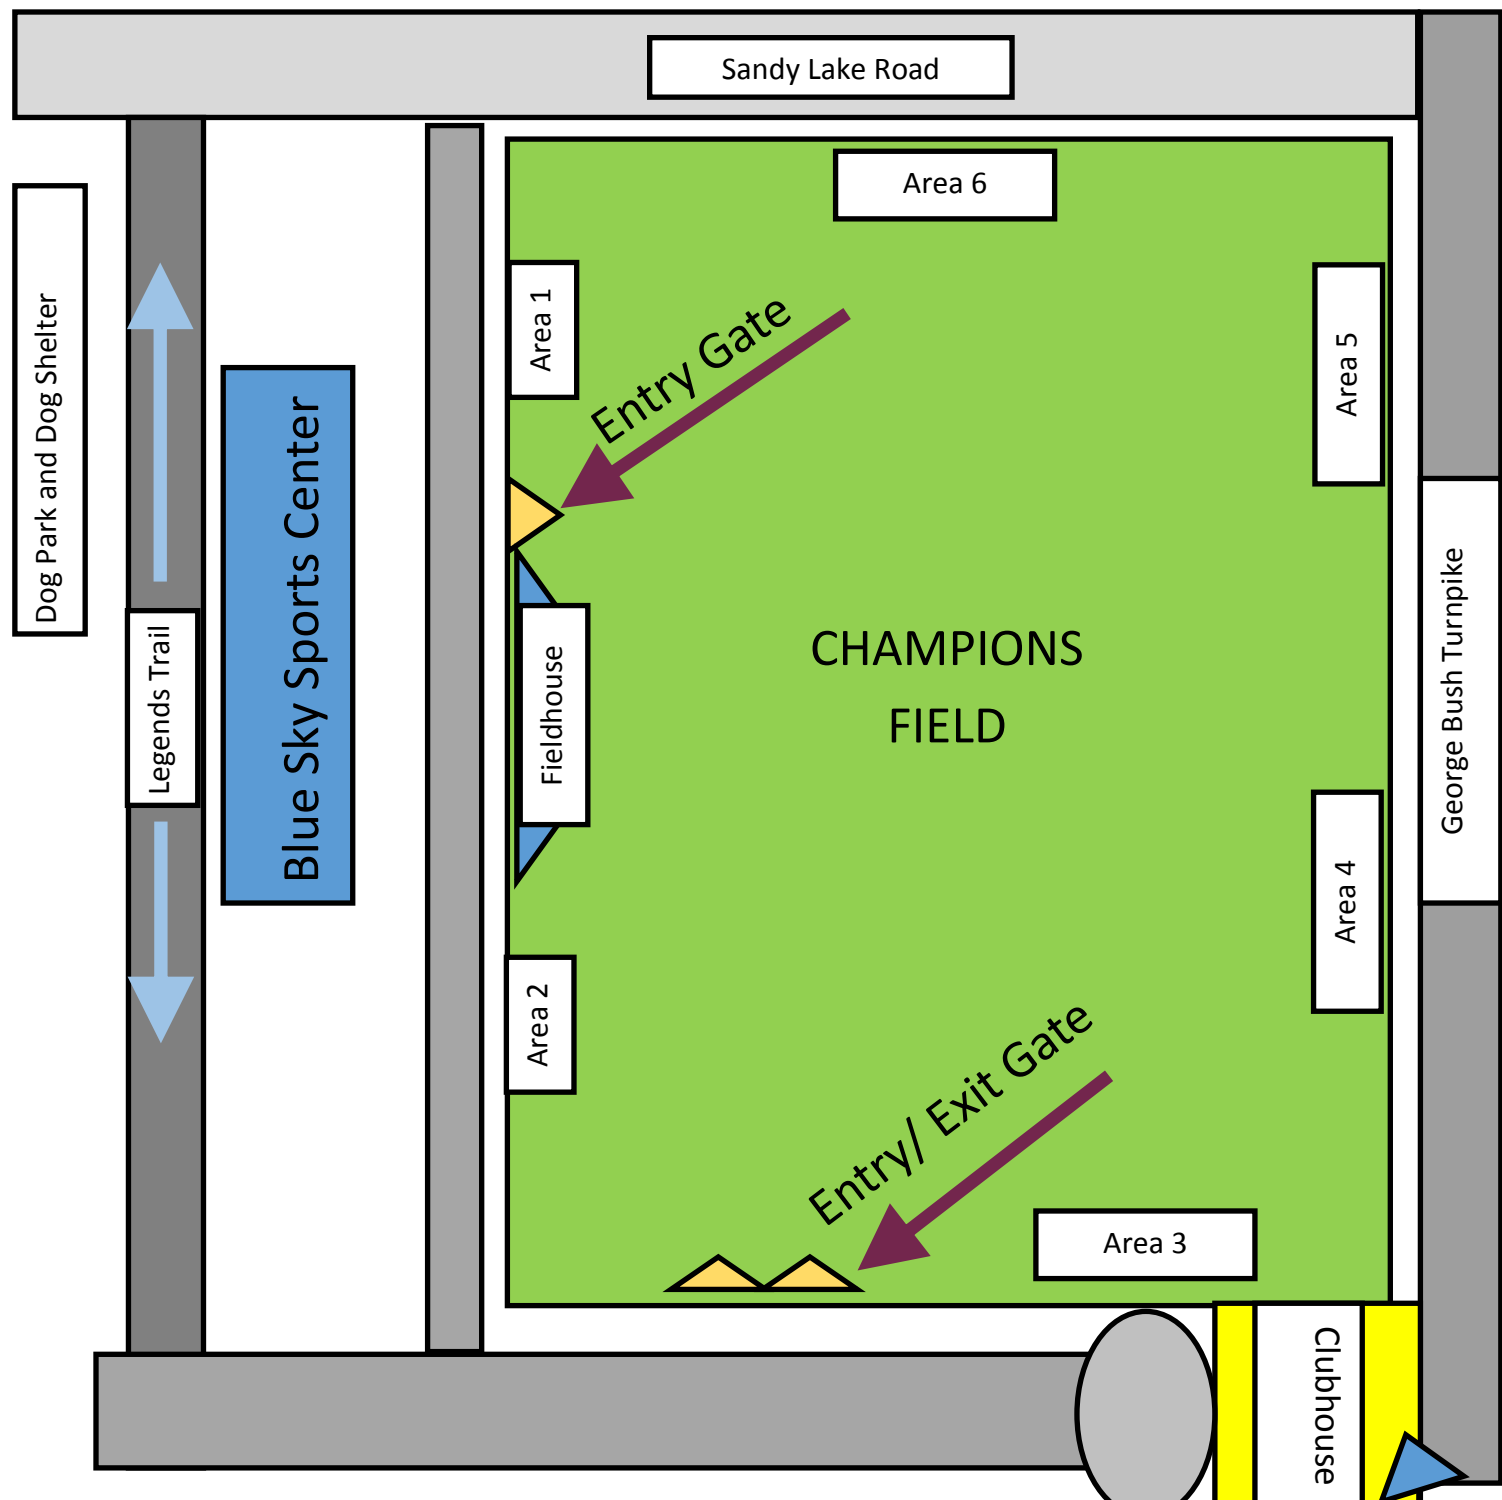 Sandy Lake Road
Area 6
Area 1
Entry Gate
Area 5
Dog Park and Dog Shelter
Blue Sky Sports Center
Legends Trail
Fieldhouse
CHAMPIONS
FIELD
George Bush Turnpike
Area 4
Area 2
Entry/ Exit Gate
Area 3
Clubhouse